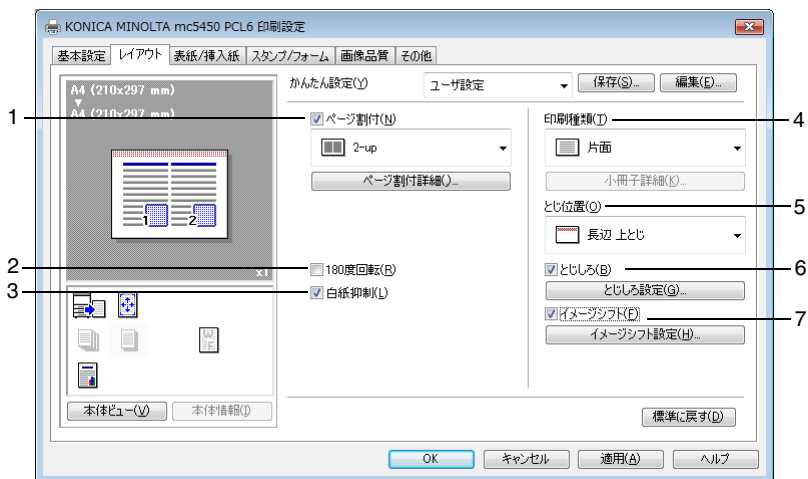 KONICA MINOLTA mc5450 PCL6 印刷設定
基本設定 レイアウト 表紙/挿入紙 スタンプ/フォーム 画像品質 その他
A4 (210x297 mm)
A4 (210x297 mm)
1 2
x1
本体ビュー(V) 本体情報(I)
かんたん設定(Y) ユーザ設定 保存(S)... 編集(E)...
1
ページ割付(N)
2-up
ページ割付詳細()...
2
180度回転(R)
3
白紙抑制(L)
印刷種類(T)
4
片面
小冊子詳細(K)...
とじ位置(O)
5
長辺 上とじ
とじしろ(B)
6
とじしろ設定(G)...
イメージシフト(F)
7
イメージシフト設定(H)...
標準に戻す(D)
OK キャンセル 適用(A) ヘルプ